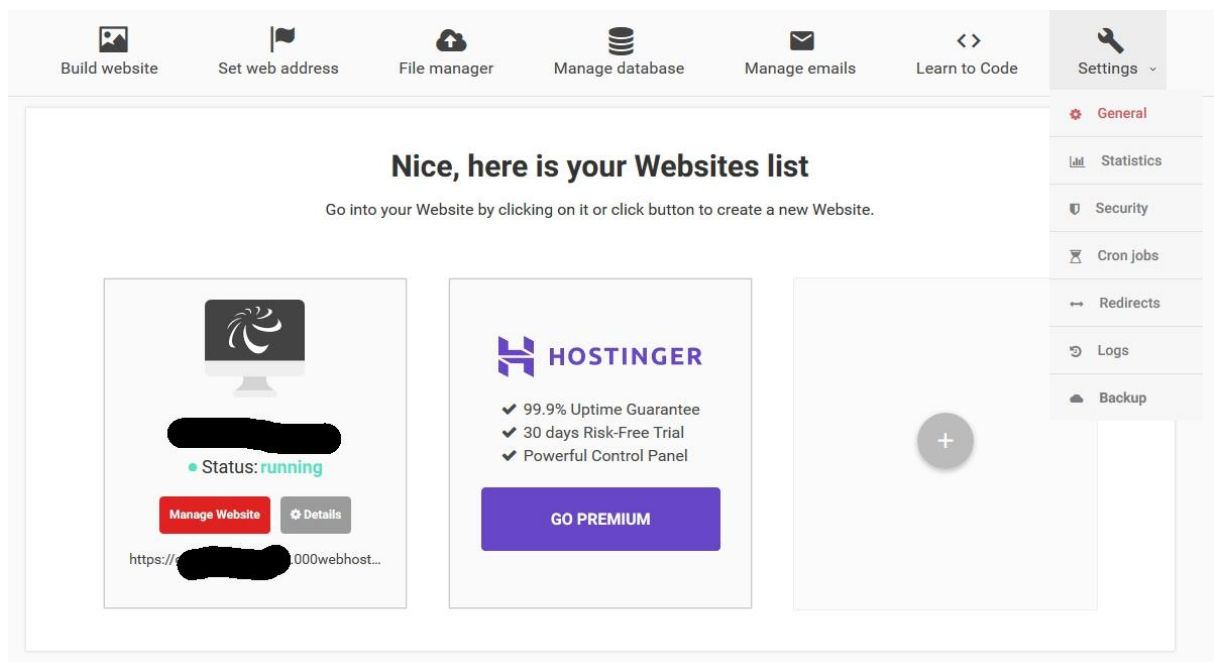 Build website
Set web address
File manager
Manage database
Manage emails
Learn to Code
Settings
General
Statistics
Security
Cron jobs
Redirects
Logs
Backup
Nice, here is your Websites list
Go into your Website by clicking on it or click button to create a new Website.
Status: running
Manage Website
Details
https:// 000webhost...
HOSTINGER
99.9% Uptime Guarantee
30 days Risk-Free Trial
Powerful Control Panel
GO PREMIUM
+